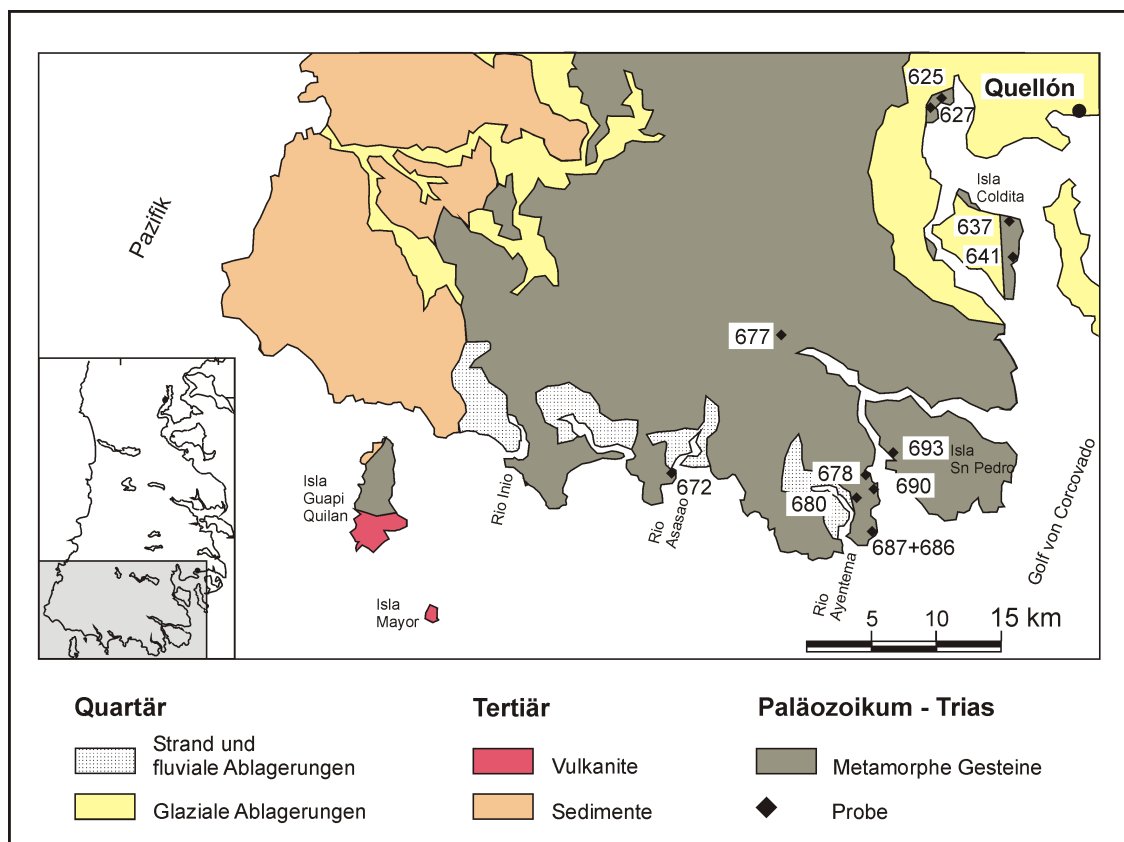 625
Quellón
627
Isla
Coldita
637
641
Pazifik
677
Isla
Guapi
Quilan
Rio Inio
Rio
Asasao
672
678
680
693
Isla
Sn Pedro
690
687+686
Rio
Ayentema
Golf von Corcovado
Isla
Mayor
5 10 15 km
Quartär
Strand und
fluviale Ablagerungen
Glaziale Ablagerungen
Tertiär
Vulkanite
Sedimente
Paläozoikum - Trias
Metamorphe Gesteine
Probe